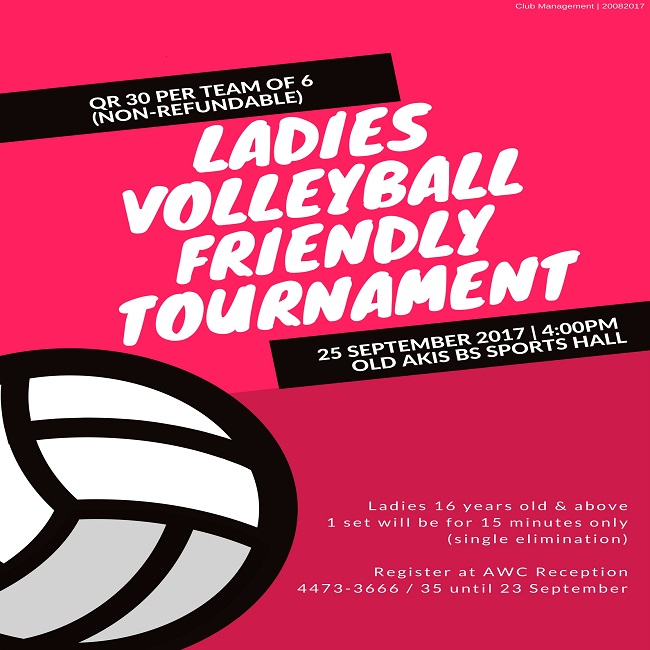 Club Management | 20082017
QR 30 PER TEAM OF 6
(NON-REFUNDABLE)
LADIES
VOLLEYBALL
FRIENDLY
TOURNAMENT
25 SEPTEMBER 2017 | 4:00PM
OLD AKIS BS SPORTS HALL
Ladies 16 years old & above
1 set will be for 15 minutes only
(single elimination)
Register at AWC Reception
4473-3666 / 35 until 23 September